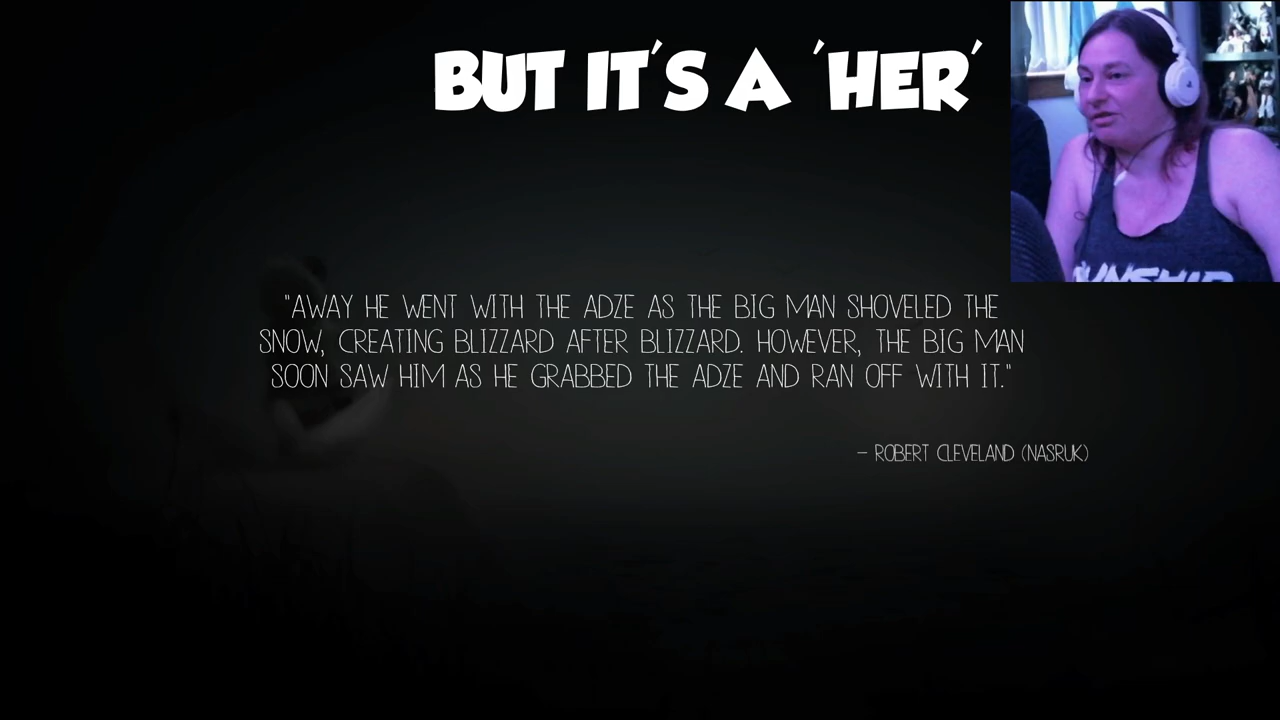 BUT IT'S A 'HER'
"AWAY HE WENT WITH THE ADZE AS THE BIG MAN SHOVELED THE
SNOW, CREATING BLIZZARD AFTER BLIZZARD. HOWEVER, THE BIG MAN
SOON SAW HIM AS HE GRABBED THE ADZE AND RAN OFF WITH IT."
– ROBERT CLEVELAND (NASRUK)